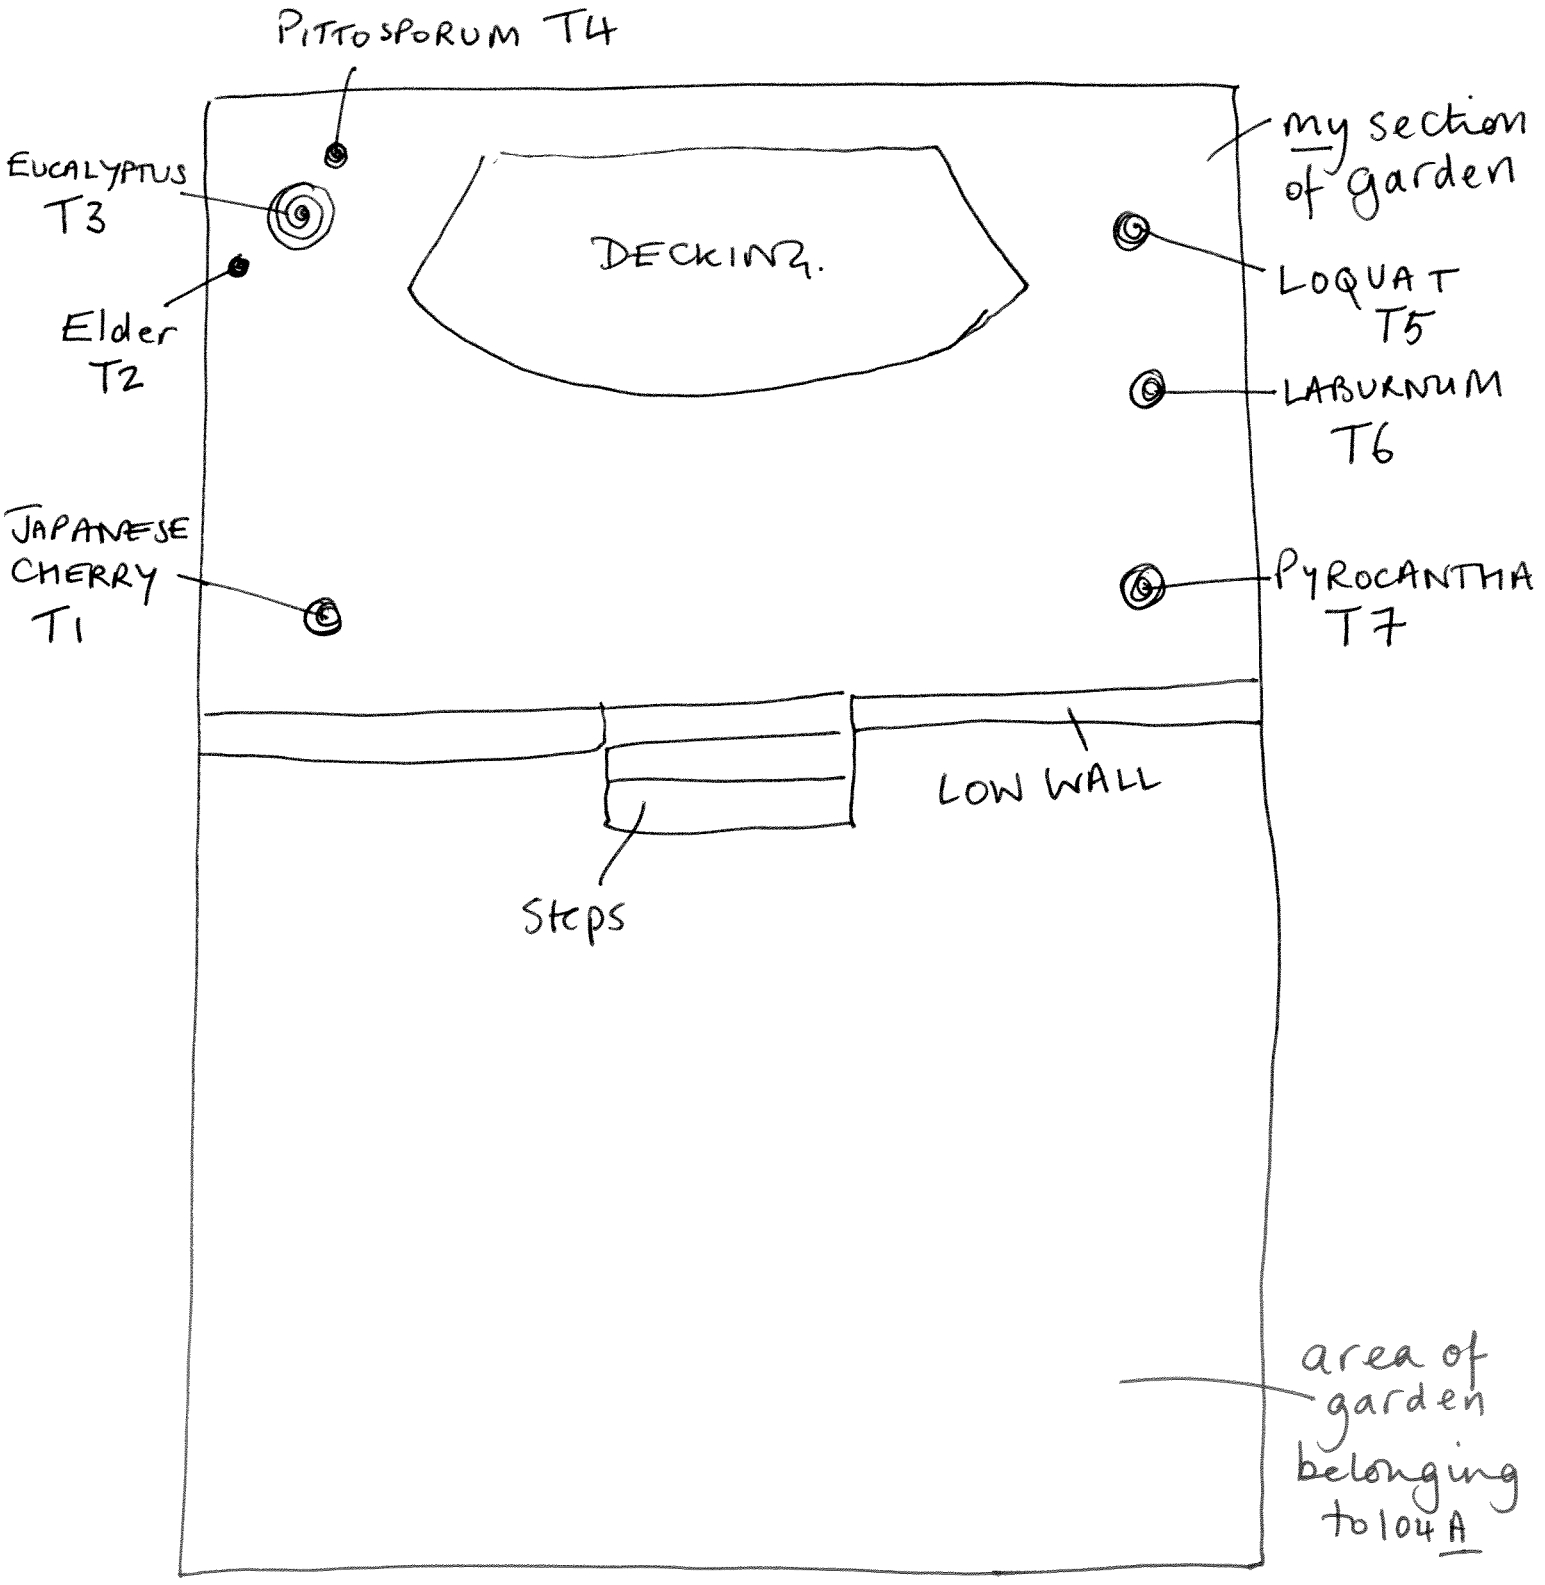 PITTOSPORUM T4
EUCALYPTUS
T3
my section
of garden
DECKING.
LOQUAT
T5
Elder
T2
LABURNUM
T6
JAPANESE
CHERRY
T1
PYROCANTHA
T7
LOW WALL
Steps
area of
garden
belonging
to 104A